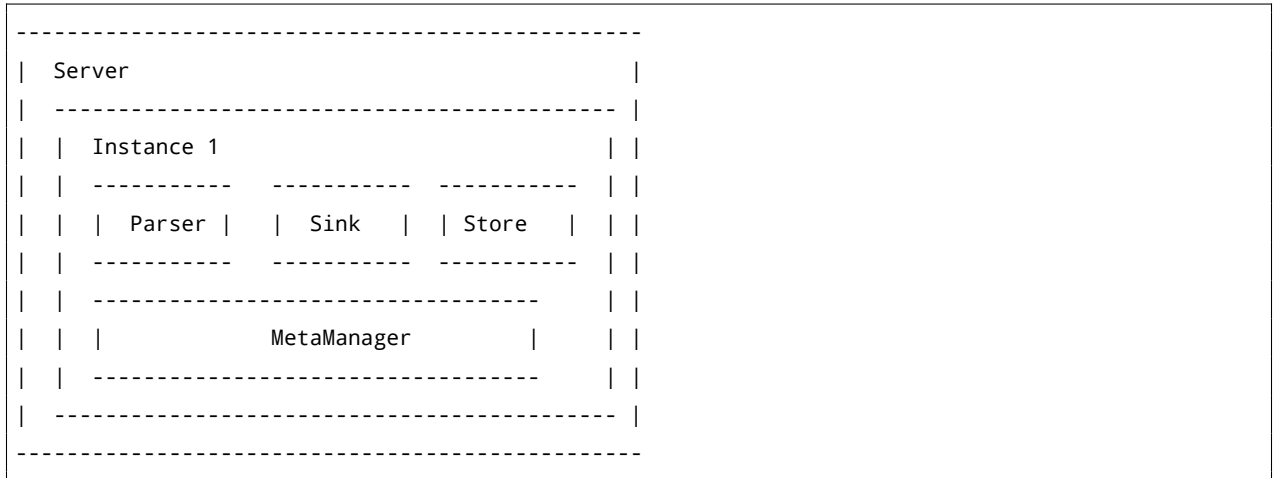 -------------------------------------------------
|  Server                                       |
|  -------------------------------------------- |
|  |  Instance 1                              | |
|  |  -----------   -----------  -----------  | |
|  |  |  Parser |   |  Sink   |  | Store   |  | |
|  |  -----------   -----------  -----------  | |
|  |  -----------------------------------     | |
|  |  |             MetaManager         |     | |
|  |  -----------------------------------     | |
|  -------------------------------------------- |
-------------------------------------------------